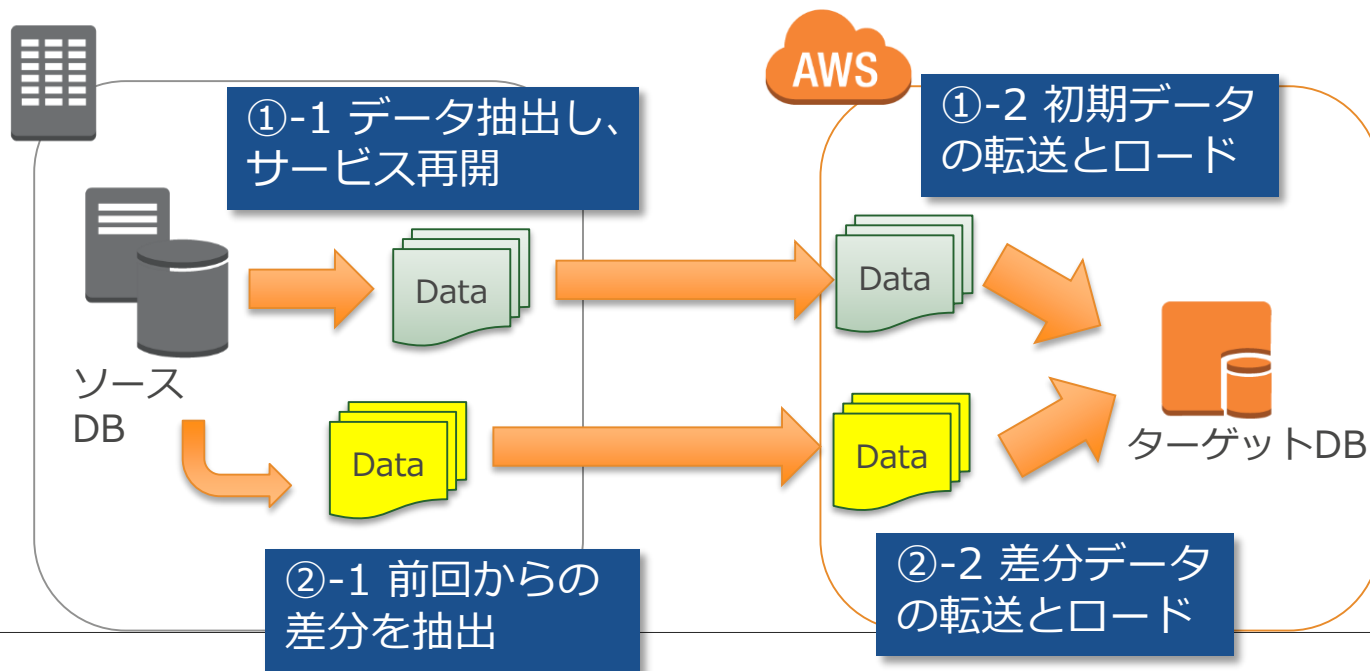 AWS
①-1 データ抽出し、
サービス再開
①-2 初期データ
の転送とロード
Data
Data
ソース
DB
Data
Data
ターゲットDB
②-1 前回からの
差分を抽出
②-2 差分データ
の転送とロード